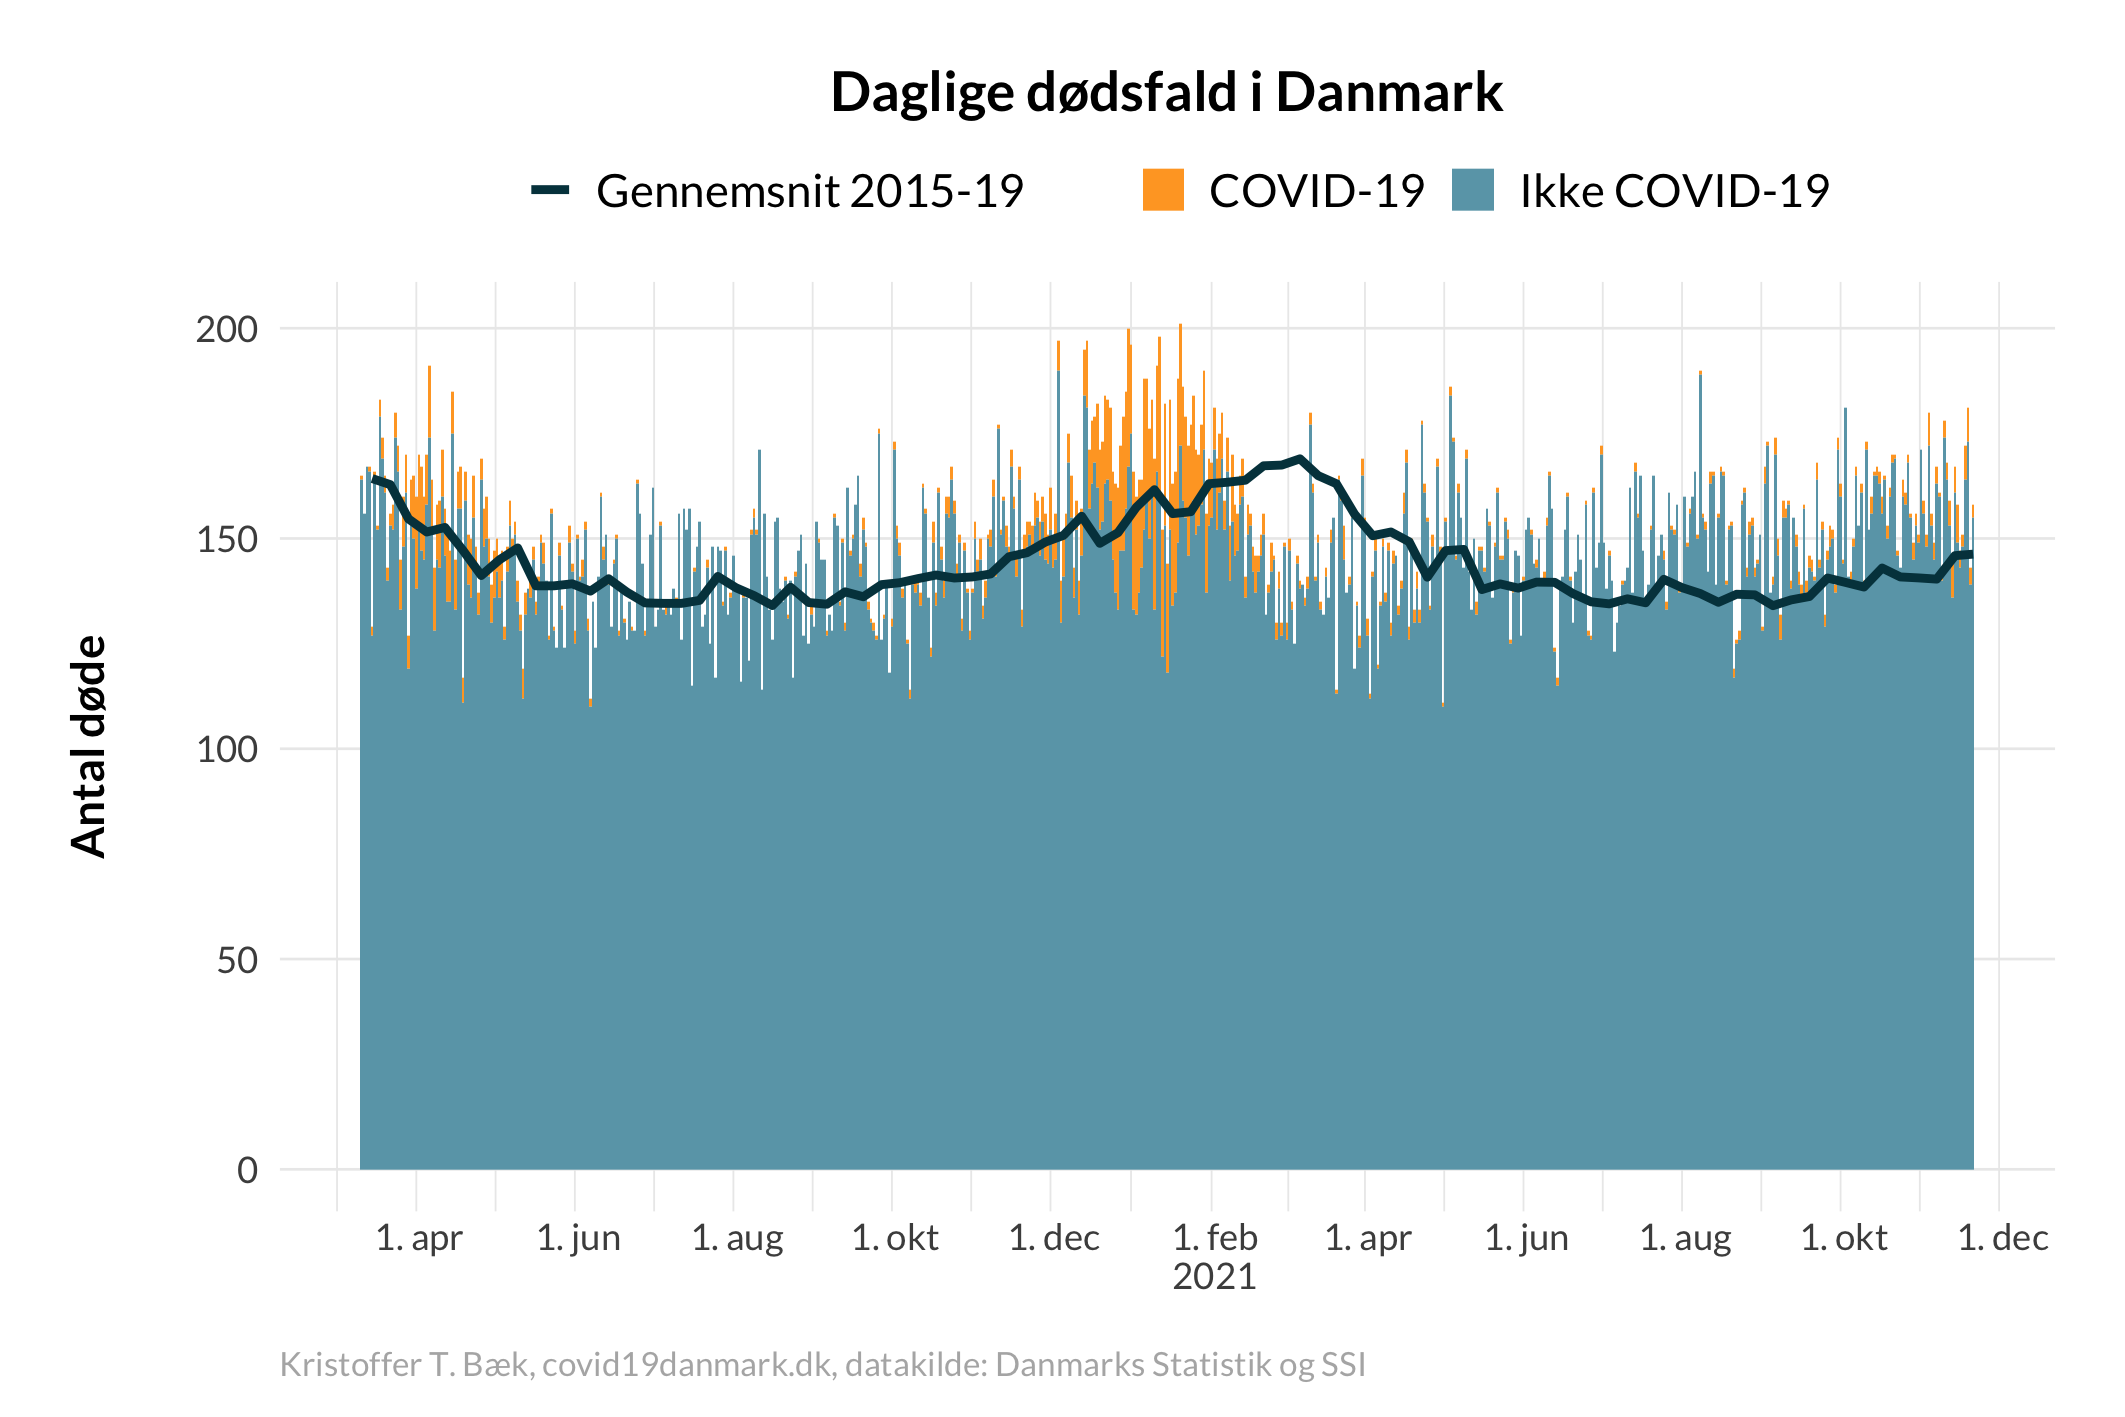 Daglige dødsfald i Danmark
Gennemsnit 2015-19 COVID-19 Ikke COVID-19
Antal døde
200
150
100
50
0
1. apr 1. jun 1. aug 1. okt 1. dec 1. feb 1. apr 1. jun 1. aug 1. okt 1. dec
2021
Kristoffer T. Bæk, covid19danmark.dk, datakilde: Danmarks Statistik og SSI